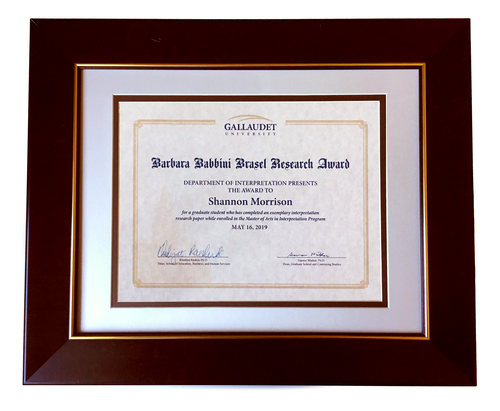 GALLAUDET
UNIVERSITY
Barbara Babbini Brasel Research Award
DEPARTMENT OF INTERPRETATION PRESENTS
THE AWARD TO
Shannon Morrison
for a graduate student who has completed an exemplary interpretation
research paper while enrolled in the Master of Arts in Interpretation Program
MAY 16, 2019